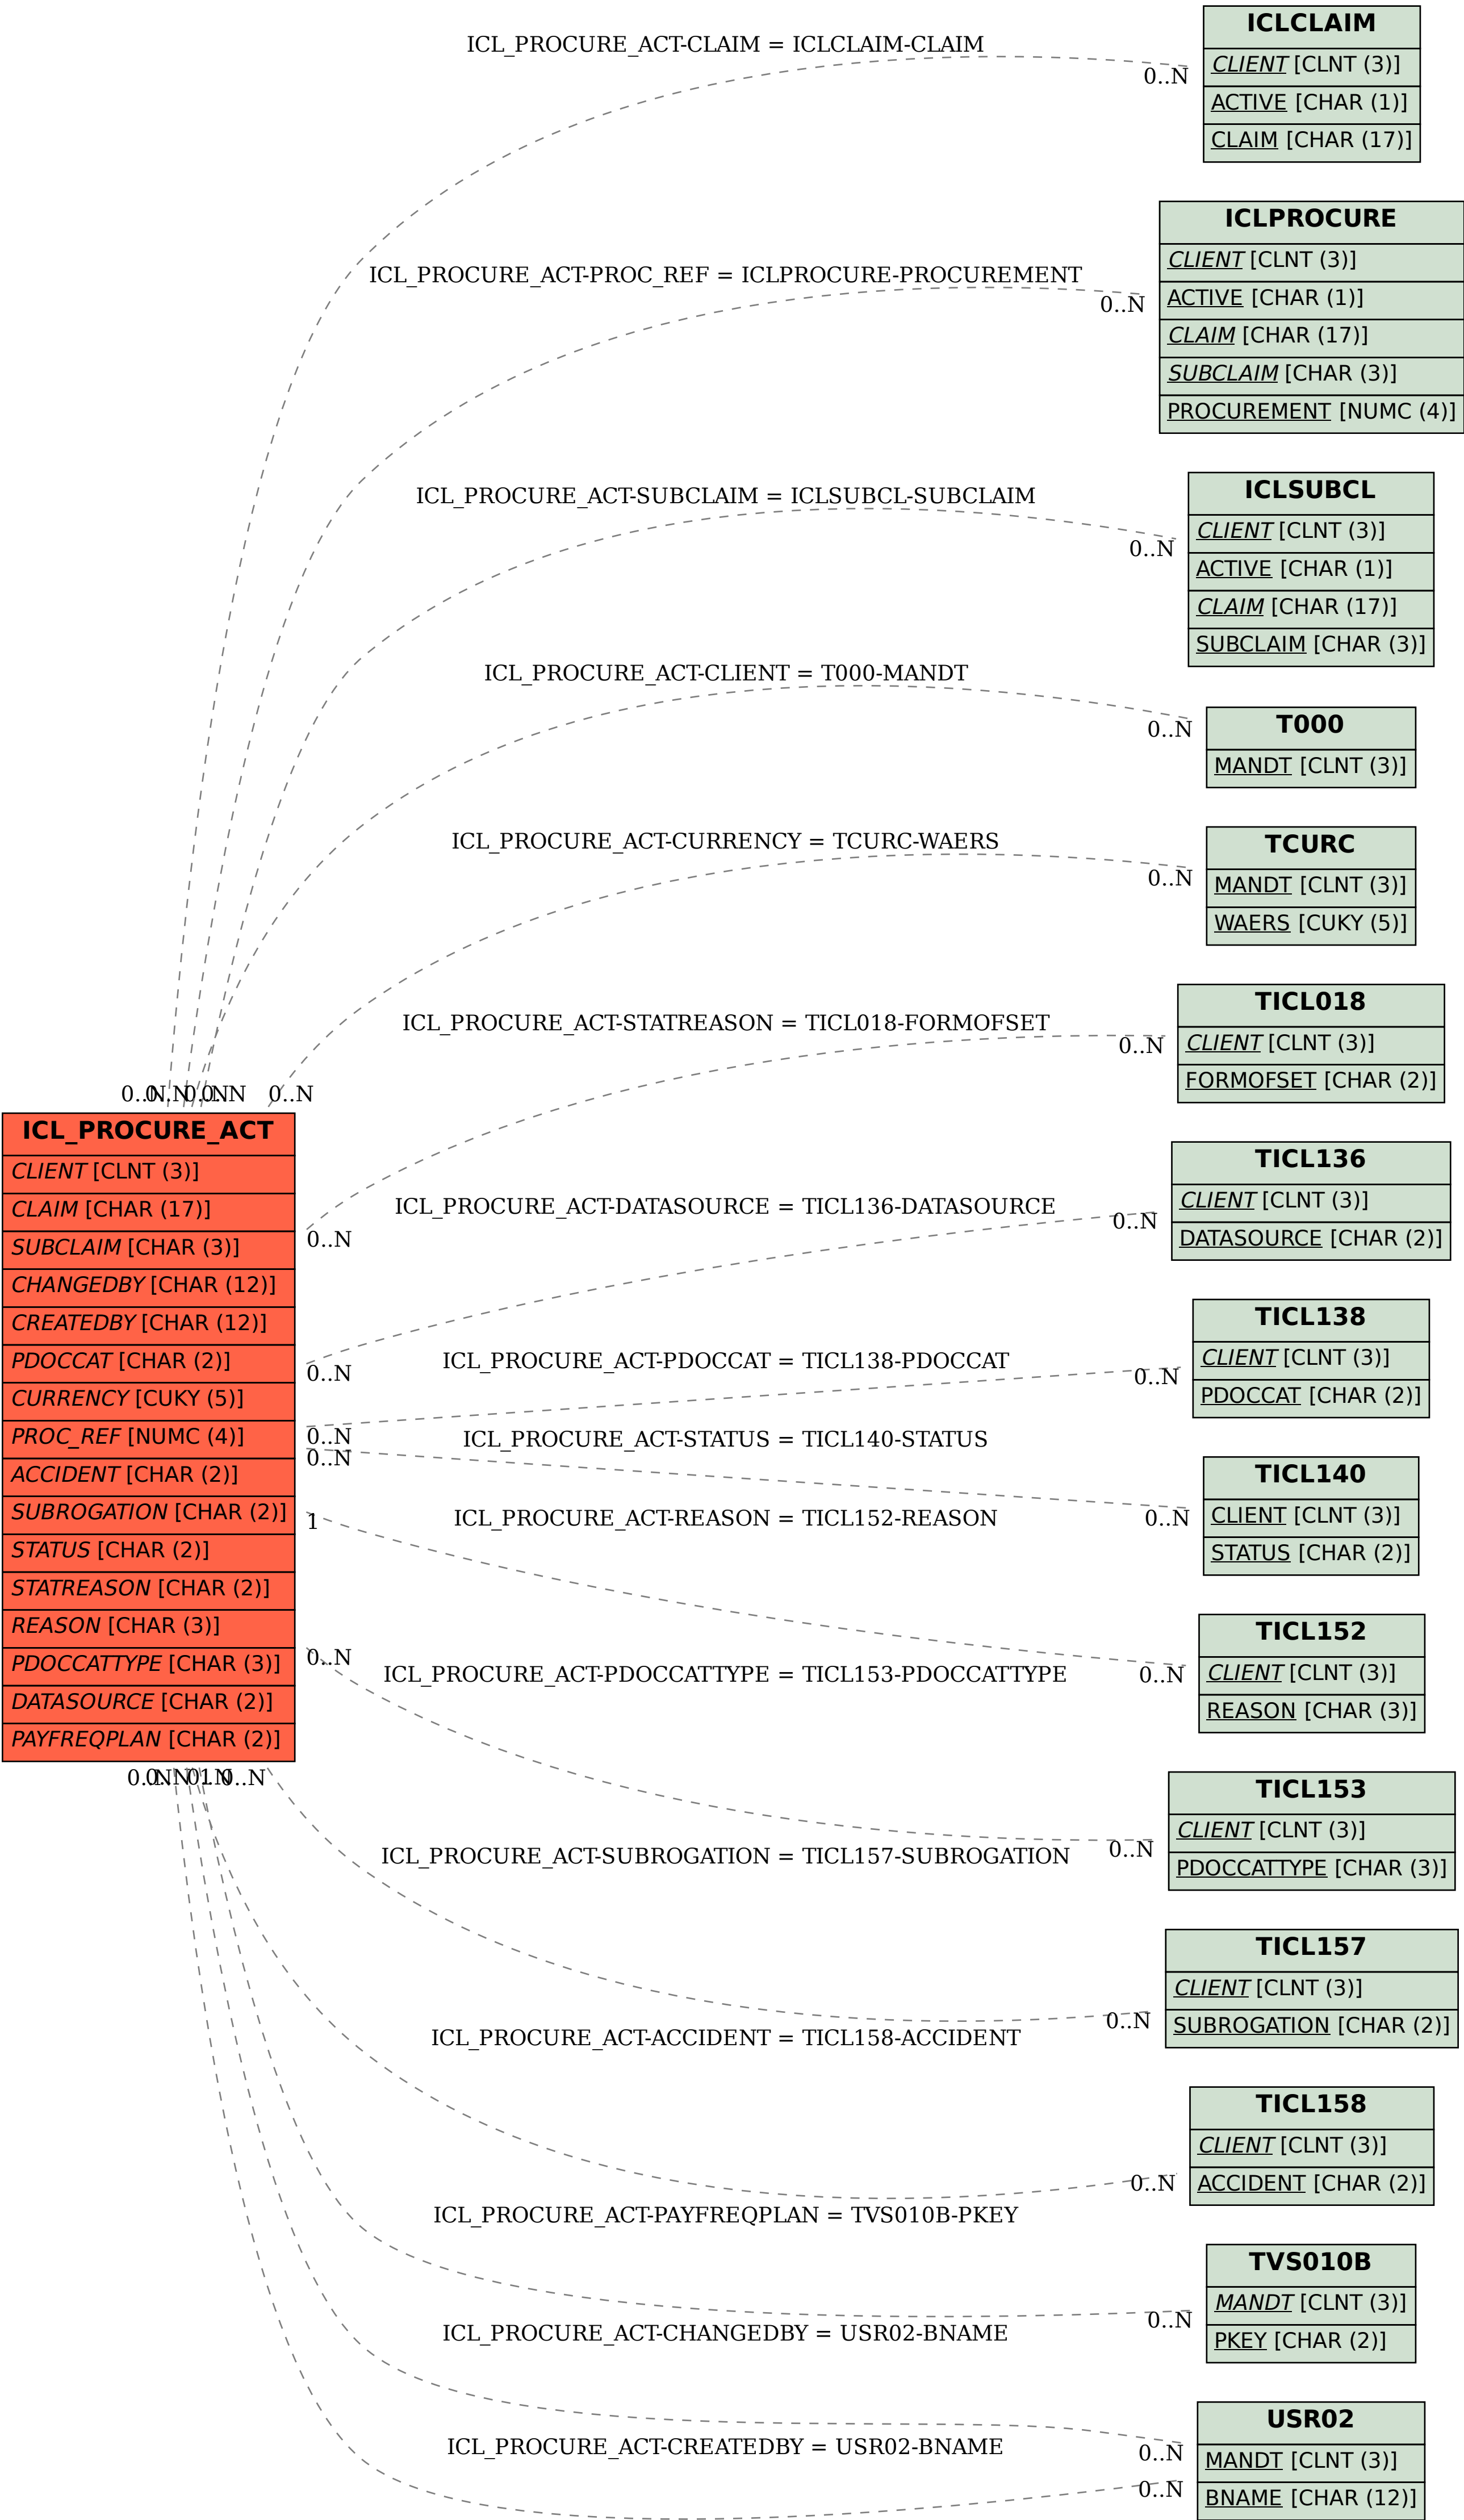 ICL_PROCURE_ACT-CLAIM = ICLCLAIM-CLAIM
0..N
ICLCLAIM
CLIENT [CLNT (3)]
ACTIVE [CHAR (1)]
CLAIM [CHAR (17)]
ICL_PROCURE_ACT-PROC_REF = ICLPROCURE-PROCUREMENT
0..N
ICLPROCURE
CLIENT [CLNT (3)]
ACTIVE [CHAR (1)]
CLAIM [CHAR (17)]
SUBCLAIM [CHAR (3)]
PROCUREMENT [NUMC (4)]
ICL_PROCURE_ACT-SUBCLAIM = ICLSUBCL-SUBCLAIM
0..N
ICLSUBCL
CLIENT [CLNT (3)]
ACTIVE [CHAR (1)]
CLAIM [CHAR (17)]
SUBCLAIM [CHAR (3)]
ICL_PROCURE_ACT-CLIENT = T000-MANDT
0..N
T000
MANDT [CLNT (3)]
ICL_PROCURE_ACT-CURRENCY = TCURC-WAERS
0..N
TCURC
MANDT [CLNT (3)]
WAERS [CUKY (5)]
ICL_PROCURE_ACT-STATREASON = TICL018-FORMOFSET
0..N
TICL018
CLIENT [CLNT (3)]
FORMOFSET [CHAR (2)]
0..N
0..N
0..N
0..N
0..N
ICL_PROCURE_ACT
CLIENT [CLNT (3)]
CLAIM [CHAR (17)]
SUBCLAIM [CHAR (3)]
CHANGEDBY [CHAR (12)]
CREATEDBY [CHAR (12)]
PDOCCAT [CHAR (2)]
CURRENCY [CUKY (5)]
PROC_REF [NUMC (4)]
ACCIDENT [CHAR (2)]
SUBROGATION [CHAR (2)]
STATUS [CHAR (2)]
STATREASON [CHAR (2)]
REASON [CHAR (3)]
PDOCCATTYPE [CHAR (3)]
DATASOURCE [CHAR (2)]
PAYFREQPLAN [CHAR (2)]
0..N
0..N
0..N
0..N
1
0..N
0..N
0..N
0..N
1
0..N
ICL_PROCURE_ACT-DATASOURCE = TICL136-DATASOURCE
0..N
TICL136
CLIENT [CLNT (3)]
DATASOURCE [CHAR (2)]
ICL_PROCURE_ACT-PDOCCAT = TICL138-PDOCCAT
0..N
TICL138
CLIENT [CLNT (3)]
PDOCCAT [CHAR (2)]
ICL_PROCURE_ACT-STATUS = TICL140-STATUS
0..N
TICL140
CLIENT [CLNT (3)]
STATUS [CHAR (2)]
ICL_PROCURE_ACT-REASON = TICL152-REASON
0..N
TICL152
CLIENT [CLNT (3)]
REASON [CHAR (3)]
ICL_PROCURE_ACT-PDOCCATTYPE = TICL153-PDOCCATTYPE
0..N
TICL153
CLIENT [CLNT (3)]
PDOCCATTYPE [CHAR (3)]
ICL_PROCURE_ACT-SUBROGATION = TICL157-SUBROGATION
0..N
TICL157
CLIENT [CLNT (3)]
SUBROGATION [CHAR (2)]
ICL_PROCURE_ACT-ACCIDENT = TICL158-ACCIDENT
0..N
TICL158
CLIENT [CLNT (3)]
ACCIDENT [CHAR (2)]
ICL_PROCURE_ACT-PAYFREQPLAN = TVS010B-PKEY
0..N
TVS010B
MANDT [CLNT (3)]
PKEY [CHAR (2)]
ICL_PROCURE_ACT-CHANGEDBY = USR02-BNAME
0..N
USR02
MANDT [CLNT (3)]
BNAME [CHAR (12)]
ICL_PROCURE_ACT-CREATEDBY = USR02-BNAME
0..N